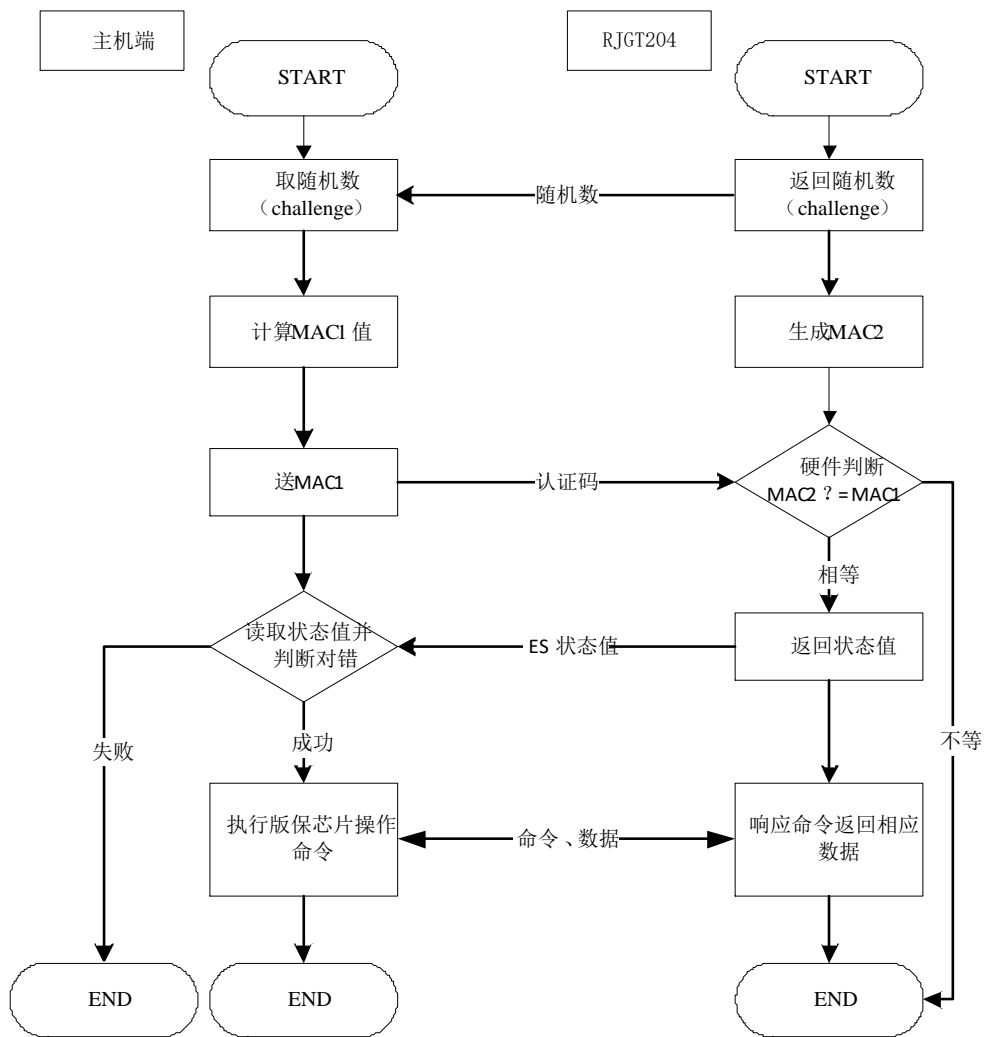 主机端
RJGT204
START
START
取随机数
（challenge）
随机数
返回随机数
（challenge）
计算MAC1 值
生成MAC2
送MAC1
认证码
硬件判断
MAC2？=MAC1
相等
读取状态值并
判断对错
ES 状态值
返回状态值
失败
成功
不等
执行版保芯片操作
命令
命令、数据
响应命令返回相应
数据
END
END
END